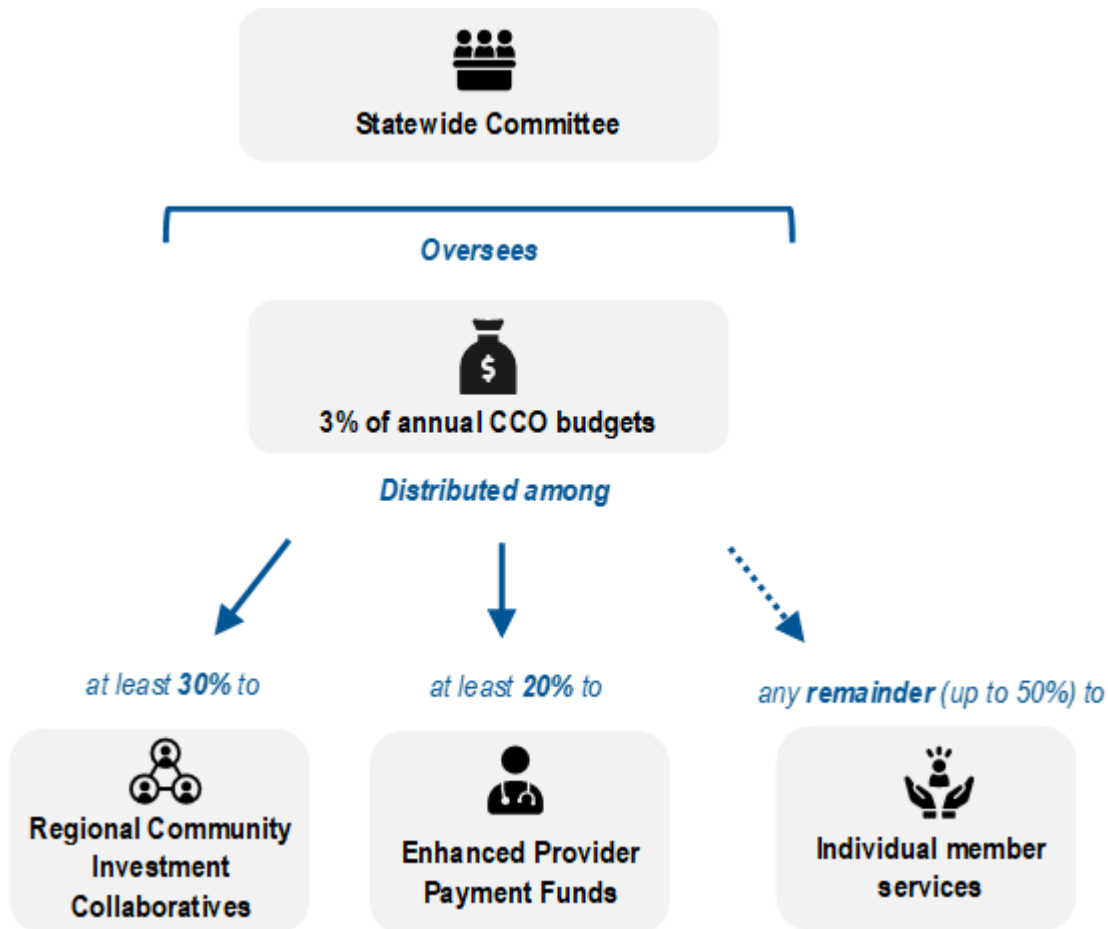 Statewide Committee
Oversees
$
3% of annual CCO budgets
Distributed among
at least 30% to
at least 20% to
any remainder (up to 50%) to
Regional Community
Investment
Collaboratives
Enhanced Provider
Payment Funds
Individual member
services